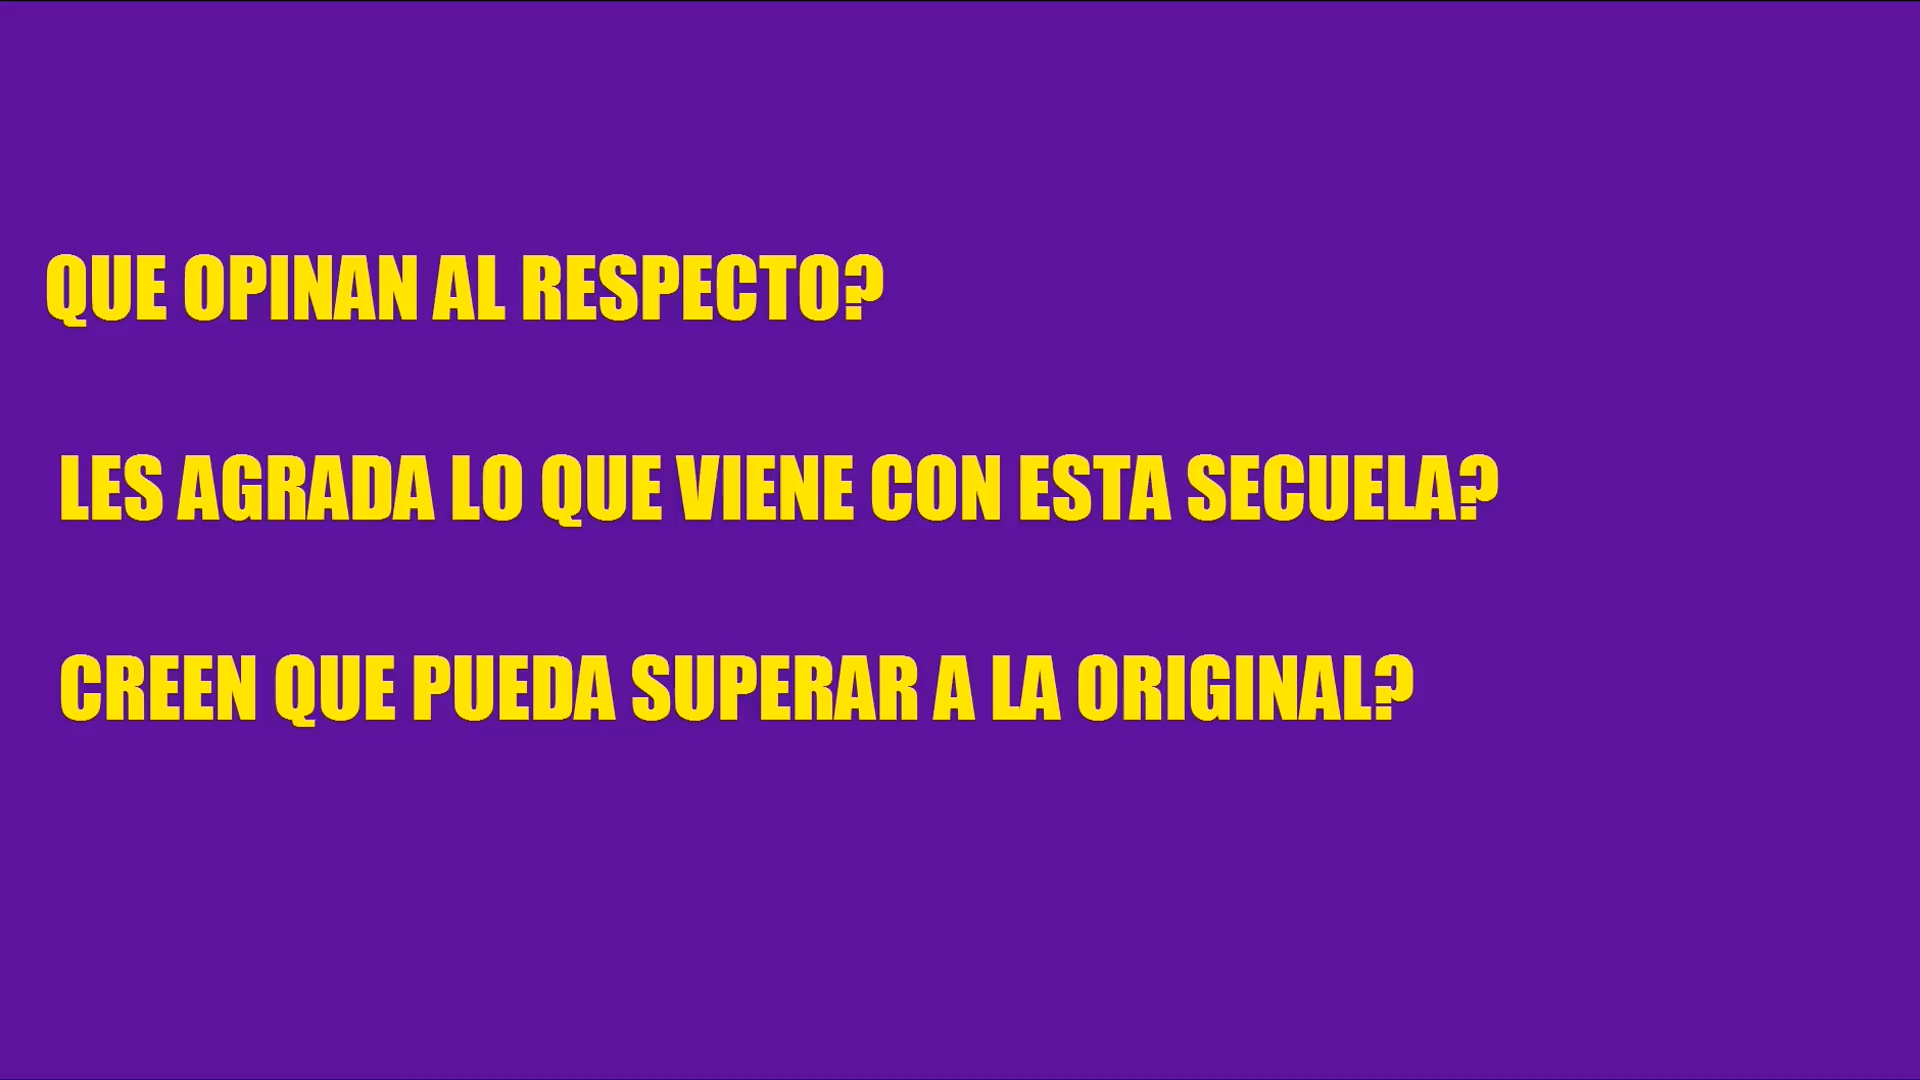 QUE OPINAN AL RESPECTO?
LES AGRADA LO QUE VIENE CON ESTA SECUELA?
CREEN QUE PUEDA SUPERAR A LA ORIGINAL?